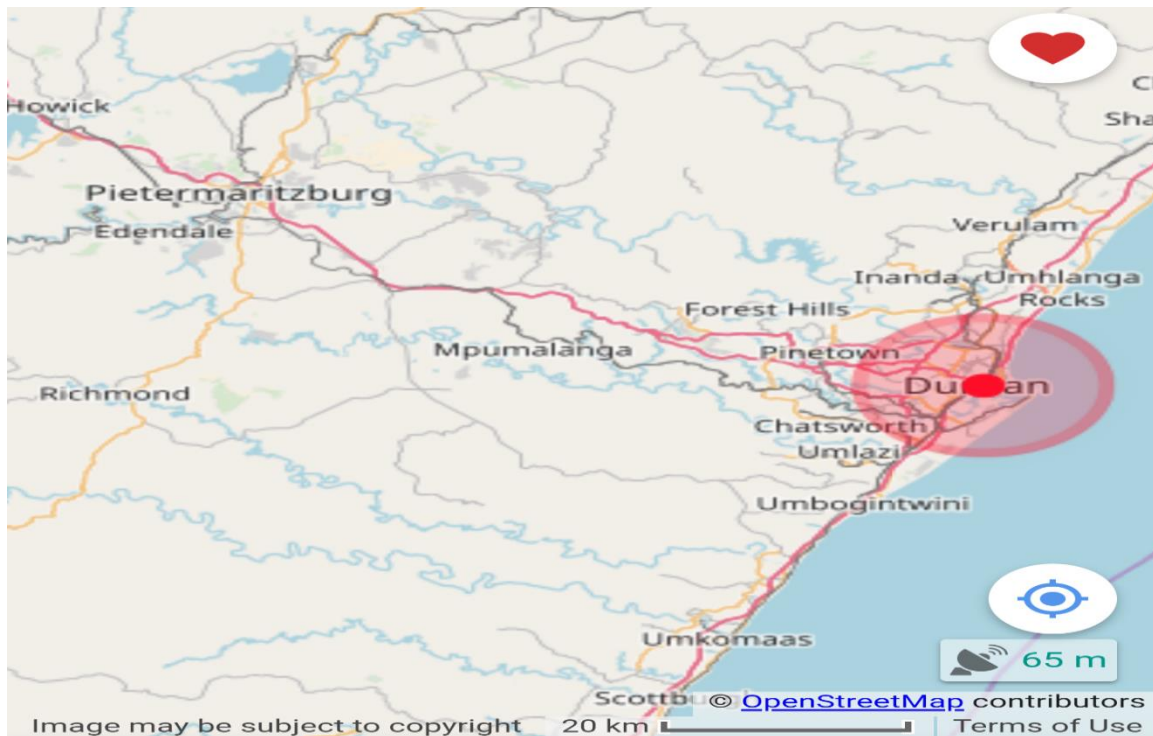 Howick
Pietermaritzburg
Edendale
Verulam
Inanda
Umhlanga
Rocks
Forest Hills
Mpumalanga
Pinetown
Richmond
Chatsworth
Umlazi
Umbogintwini
Umkomaas
65 m
© OpenStreetMap contributors
Image may be subject to copyright
20 km
Terms of Use